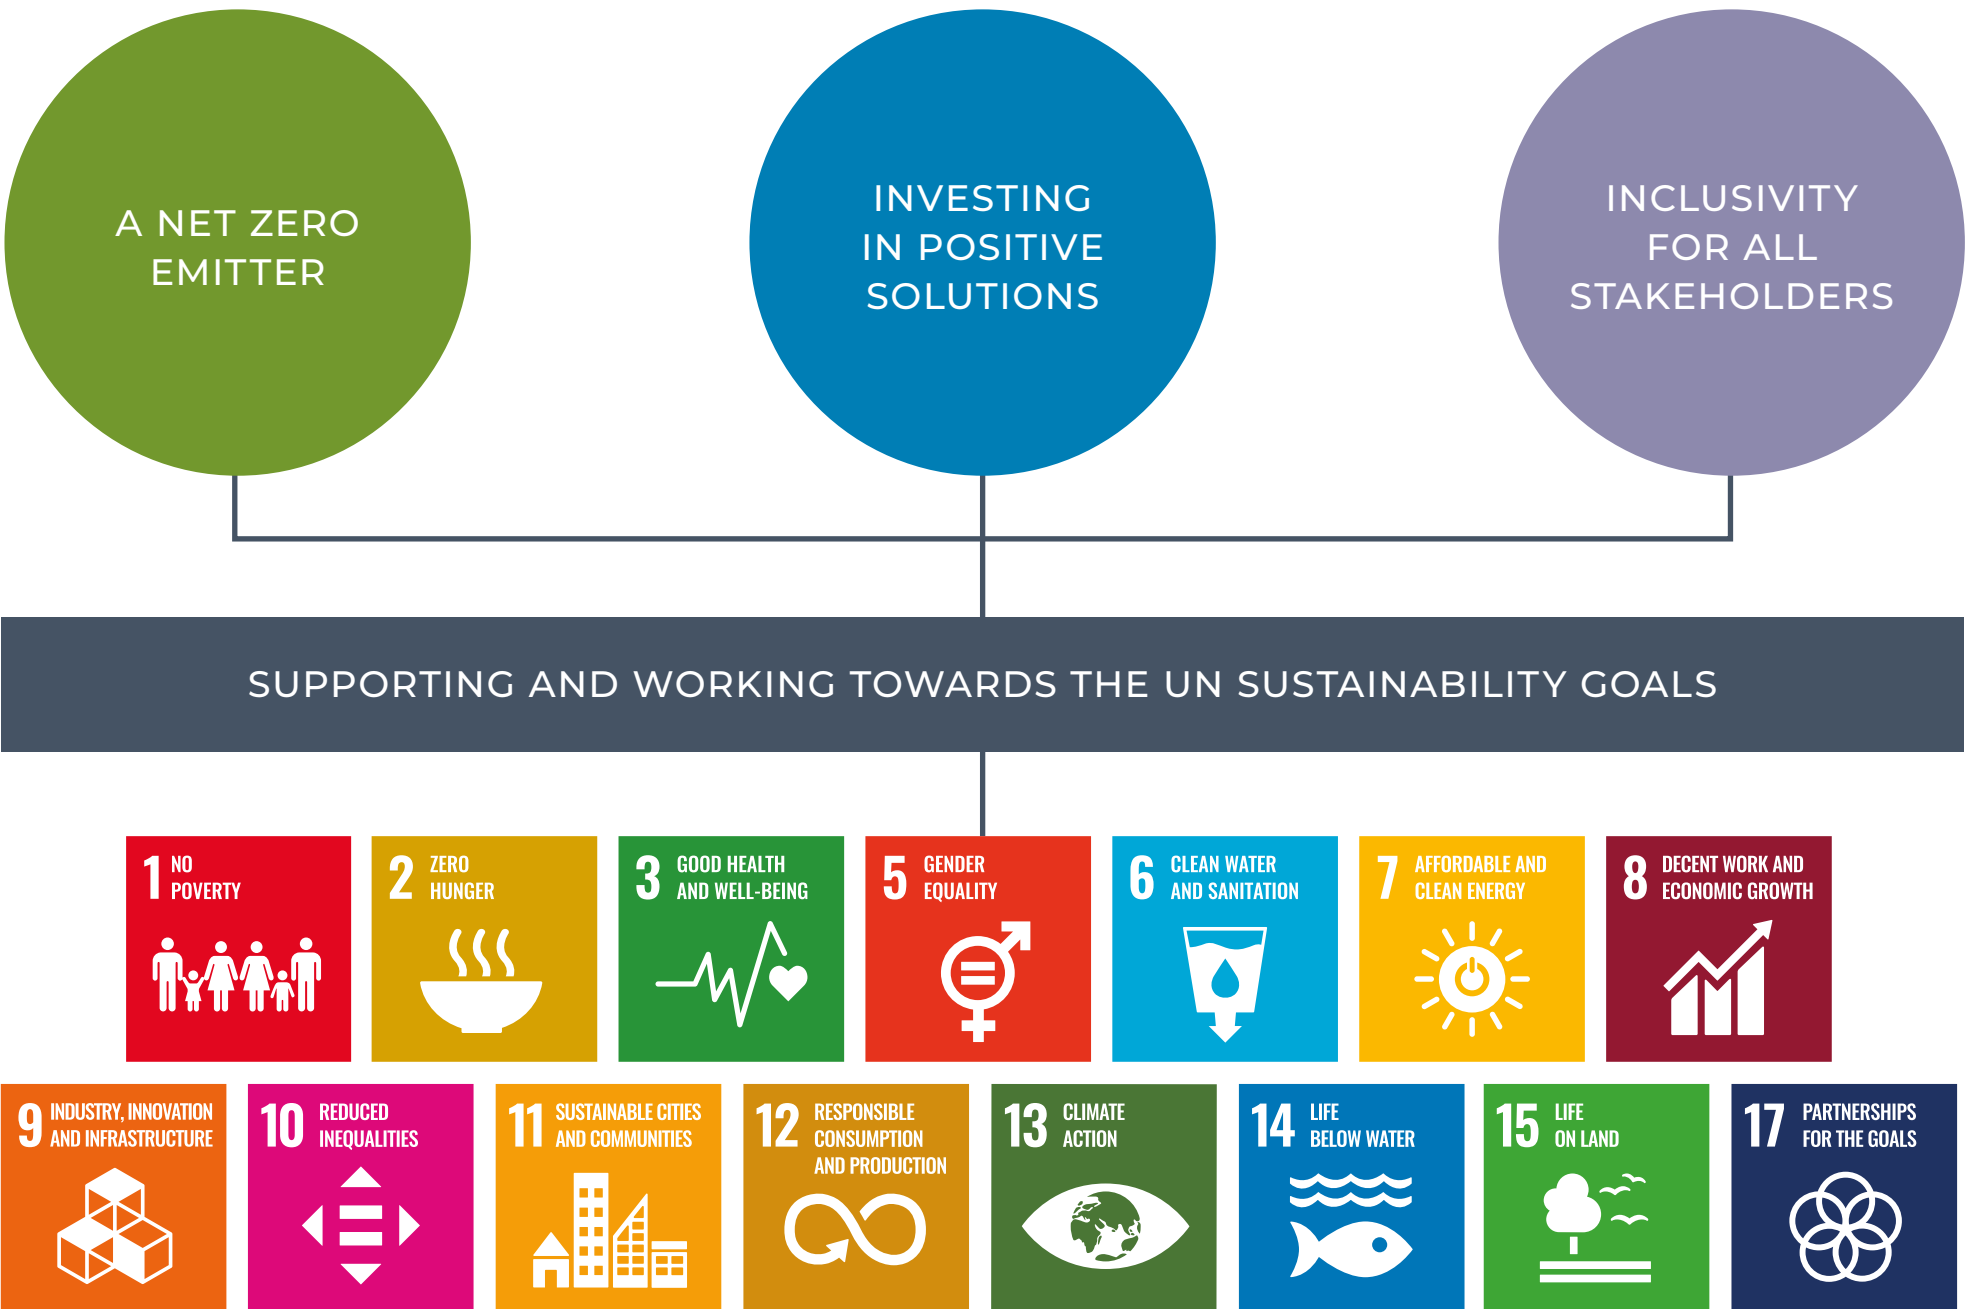 A NET ZERO
EMITTER
INVESTING
IN POSITIVE
SOLUTIONS
INCLUSIVITY
FOR ALL
STAKEHOLDERS
SUPPORTING AND WORKING TOWARDS THE UN SUSTAINABILITY GOALS
1 NO
POVERTY
2 ZERO
HUNGER
3 GOOD HEALTH
AND WELL-BEING
5 GENDER
EQUALITY
6 CLEAN WATER
AND SANITATION
7 AFFORDABLE AND
CLEAN ENERGY
8 DECENT WORK AND
ECONOMIC GROWTH
9 INDUSTRY, INNOVATION
AND INFRASTRUCTURE
10 REDUCED
INEQUALITIES
11 SUSTAINABLE CITIES
AND COMMUNITIES
12 RESPONSIBLE
CONSUMPTION
AND PRODUCTION
13 CLIMATE
ACTION
14 LIFE
BELOW WATER
15 LIFE
ON LAND
17 PARTNERSHIPS
FOR THE GOALS